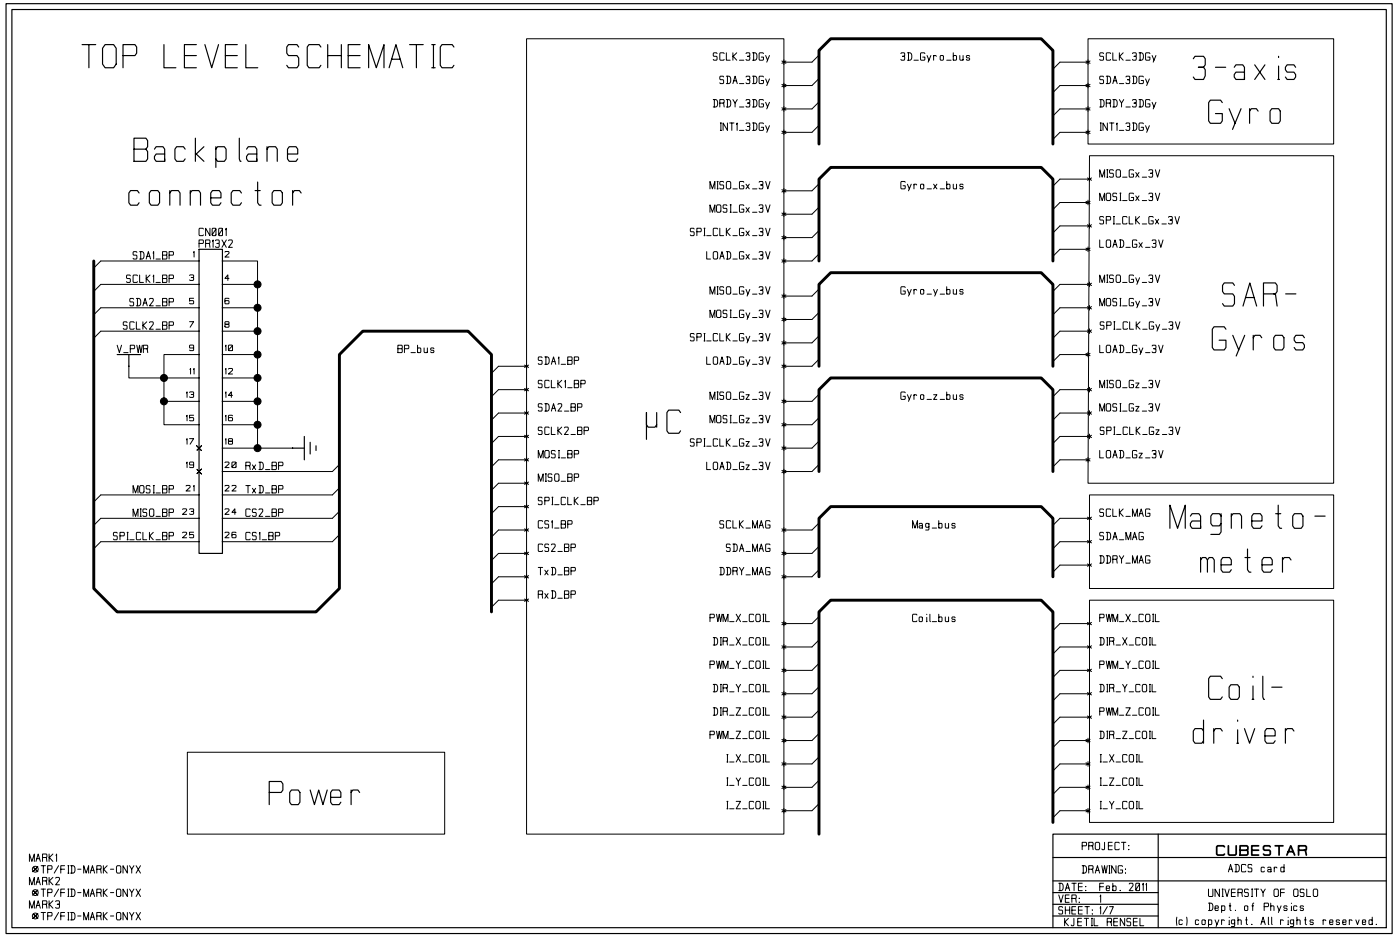 TOP LEVEL SCHEMATIC
Backplane
connector
CN001
PR13X2
SDA1_BP 1 2
SCLK1_BP 3 4
SDA2_BP 5 6
SCLK2_BP 7 8
V_PWR 9 10
11 12
13 14
15 16
17 18
19 20 RxD_BP
MOSI_BP 21 22 TxD_BP
MISO_BP 23 24 CS2_BP
SPI_CLK_BP 25 26 CS1_BP
BP_bus
SDA1_BP
SCLK1_BP
SDA2_BP
SCLK2_BP
MOSI_BP
MISO_BP
SPI_CLK_BP
CS1_BP
CS2_BP
TxD_BP
RxD_BP
µC
SCLK_3DGy
SDA_3DGy
DRDY_3DGy
INT1_3DGy
MISO_Gx_3V
MOSI_Gx_3V
SPI_CLK_Gx_3V
LOAD_Gx_3V
MISO_Gy_3V
MOSI_Gy_3V
SPI_CLK_Gy_3V
LOAD_Gy_3V
MISO_Gz_3V
MOSI_Gz_3V
SPI_CLK_Gz_3V
LOAD_Gz_3V
SCLK_MAG
SDA_MAG
DDRY_MAG
PWM_X_COIL
DIR_X_COIL
PWM_Y_COIL
DIR_Y_COIL
DIR_Z_COIL
PWM_Z_COIL
I_X_COIL
I_Y_COIL
I_Z_COIL
3D_Gyro_bus
Gyro_x_bus
Gyro_y_bus
Gyro_z_bus
Mag_bus
Coil_bus
SCLK_3DGy
SDA_3DGy
DRDY_3DGy
INT1_3DGy
3-axis
Gyro
MISO_Gx_3V
MOSI_Gx_3V
SPI_CLK_Gx_3V
LOAD_Gx_3V
MISO_Gy_3V
MOSI_Gy_3V
SPI_CLK_Gy_3V
LOAD_Gy_3V
MISO_Gz_3V
MOSI_Gz_3V
SPI_CLK_Gz_3V
LOAD_Gz_3V
SAR-
Gyros
SCLK_MAG
SDA_MAG
DDRY_MAG
Magneto-
meter
PWM_X_COIL
DIR_X_COIL
PWM_Y_COIL
DIR_Y_COIL
PWM_Z_COIL
DIR_Z_COIL
I_X_COIL
I_Z_COIL
I_Y_COIL
Coil-
driver
Power
MARK1
TP/FID-MARK-ONYX
MARK2
TP/FID-MARK-ONYX
MARK3
TP/FID-MARK-ONYX
PROJECT: CUBESTAR
DRAWING: ADCS card
DATE: Feb. 2011
VER: 1
SHEET: 1/7
KJETIL RENSEL
UNIVERSITY OF OSLO
Dept. of Physics
(c) copyright. All rights reserved.